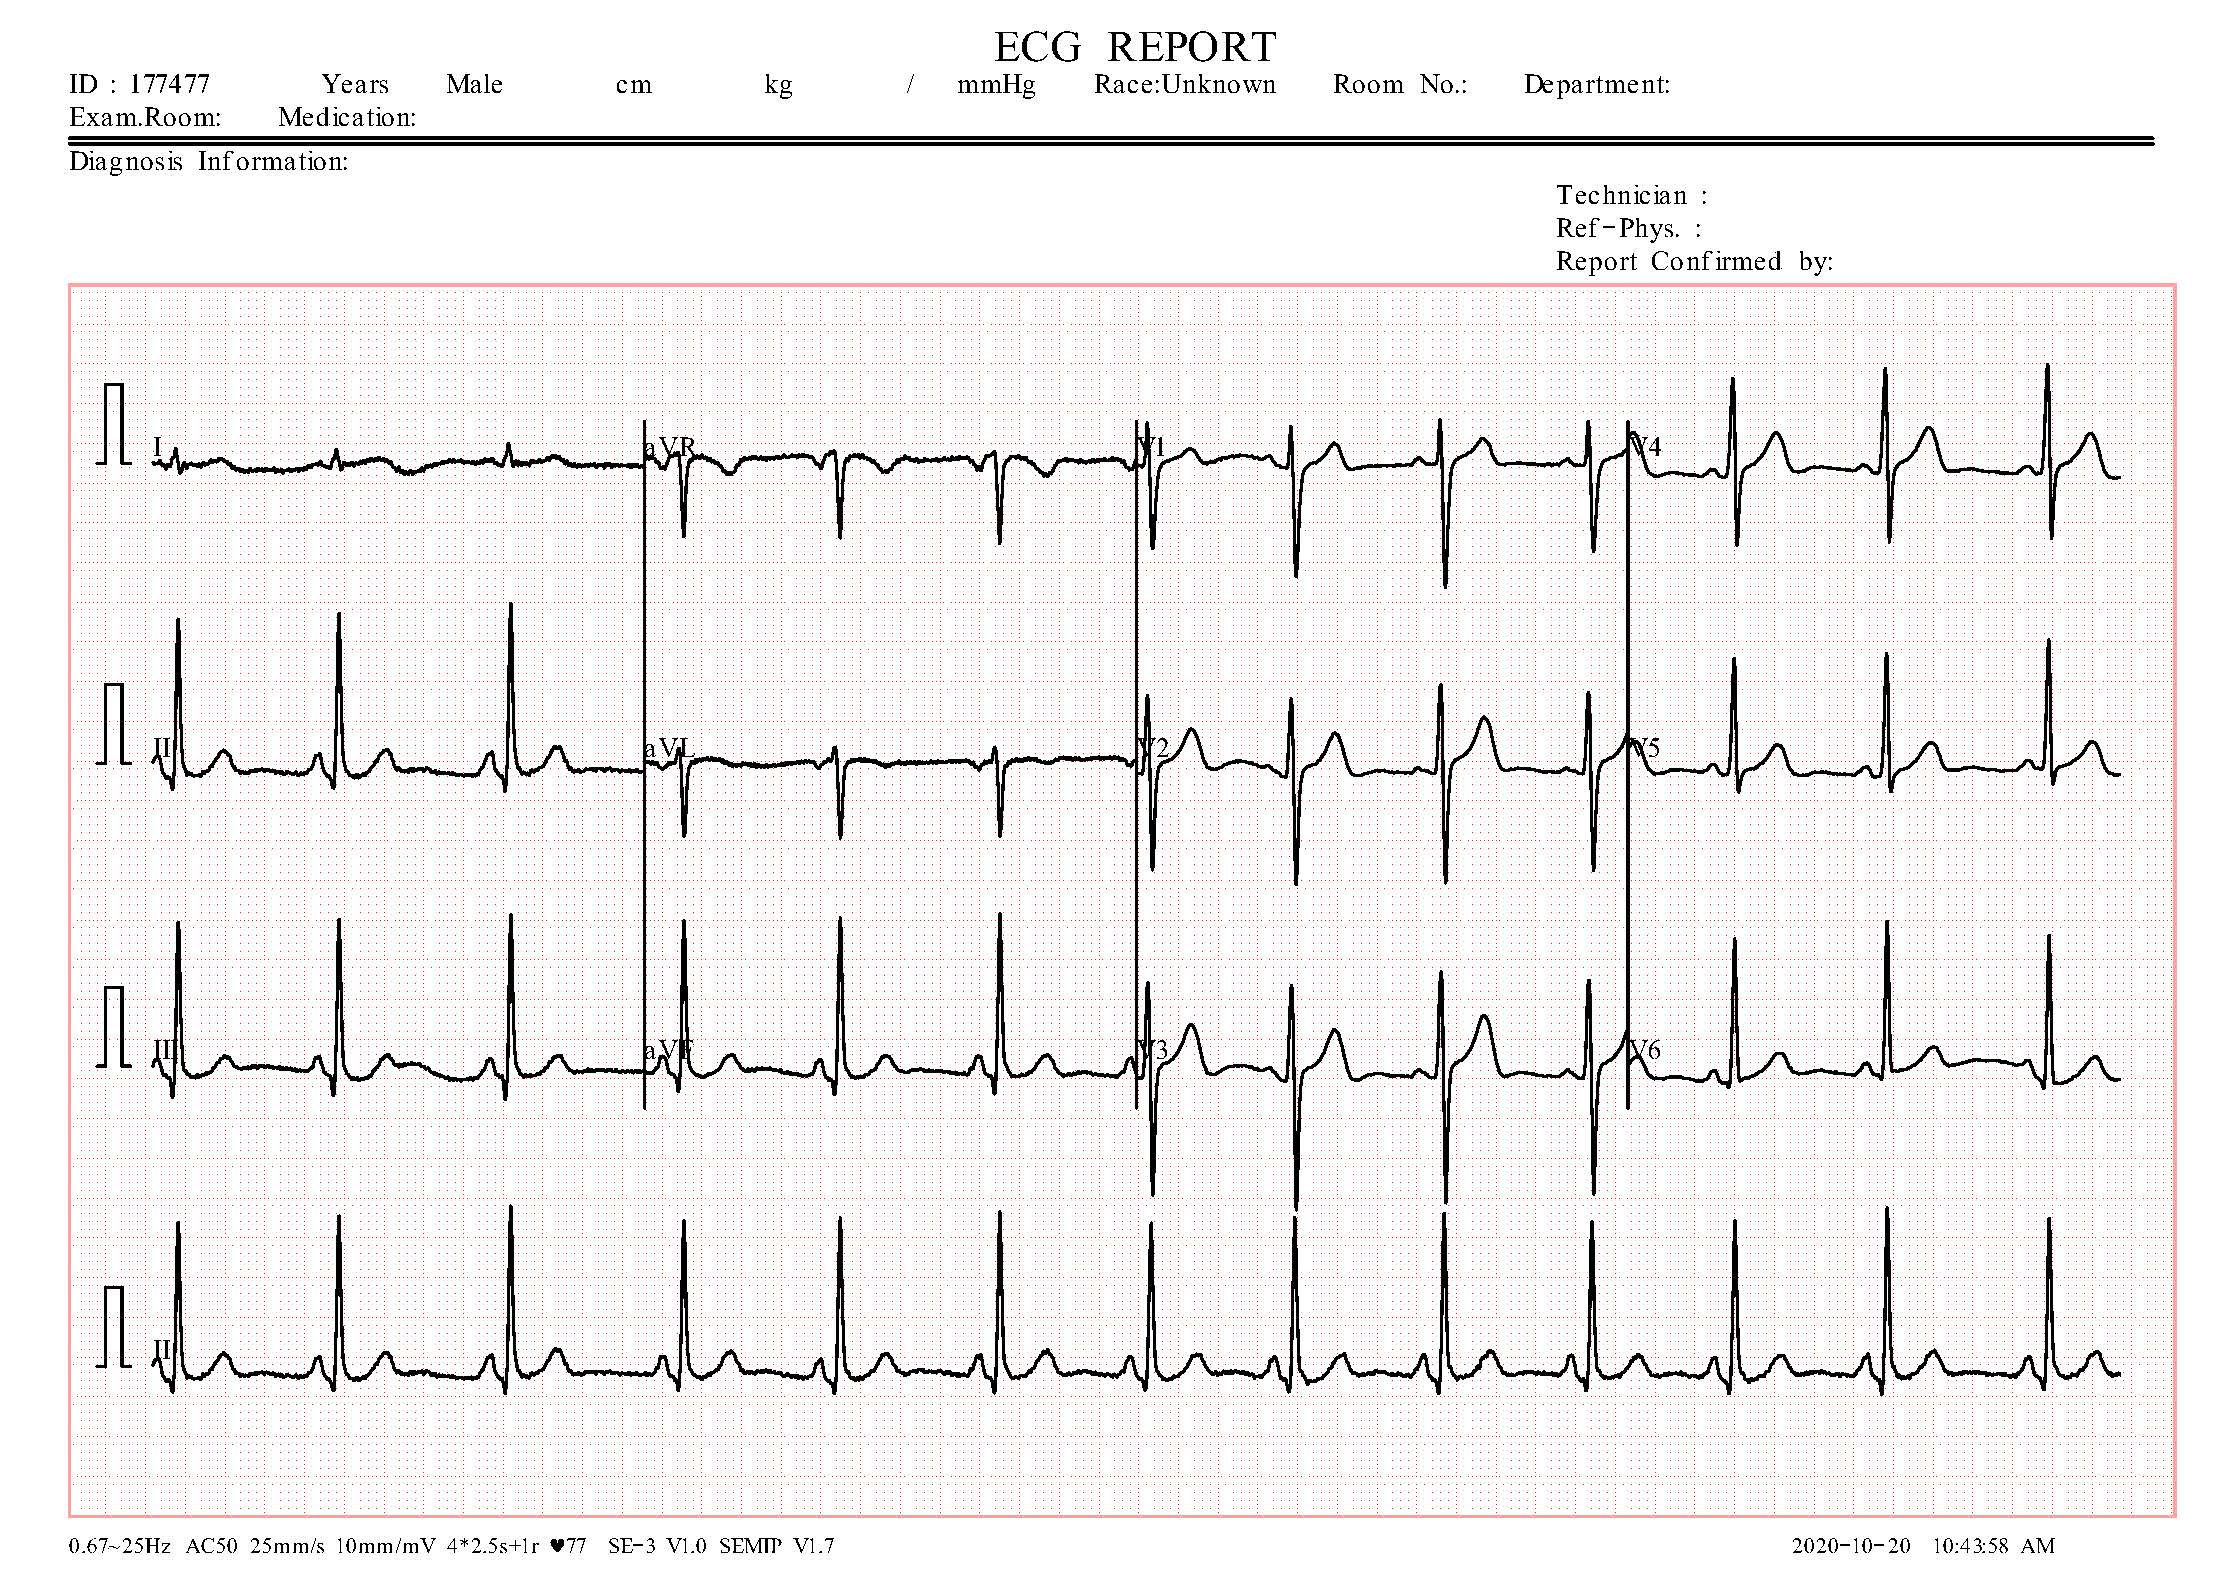 ECG REPORT
ID : 177477 Years Male cm kg / mmHg Race:Unknown Room No.: Department:
Exam.Room: Medication:
Diagnosis Information:
Technician :
Ref-Phys. :
Report Confirmed by:
I aVR V1 V4
II aVL V2 V5
III aVF V3 V6
II
0.67~25Hz AC50 25mm/s 10mm/mV 4*2.5s+1r ♥77 SE-3 V1.0 SEMIP V1.7 2020-10-20 10:43:58 AM